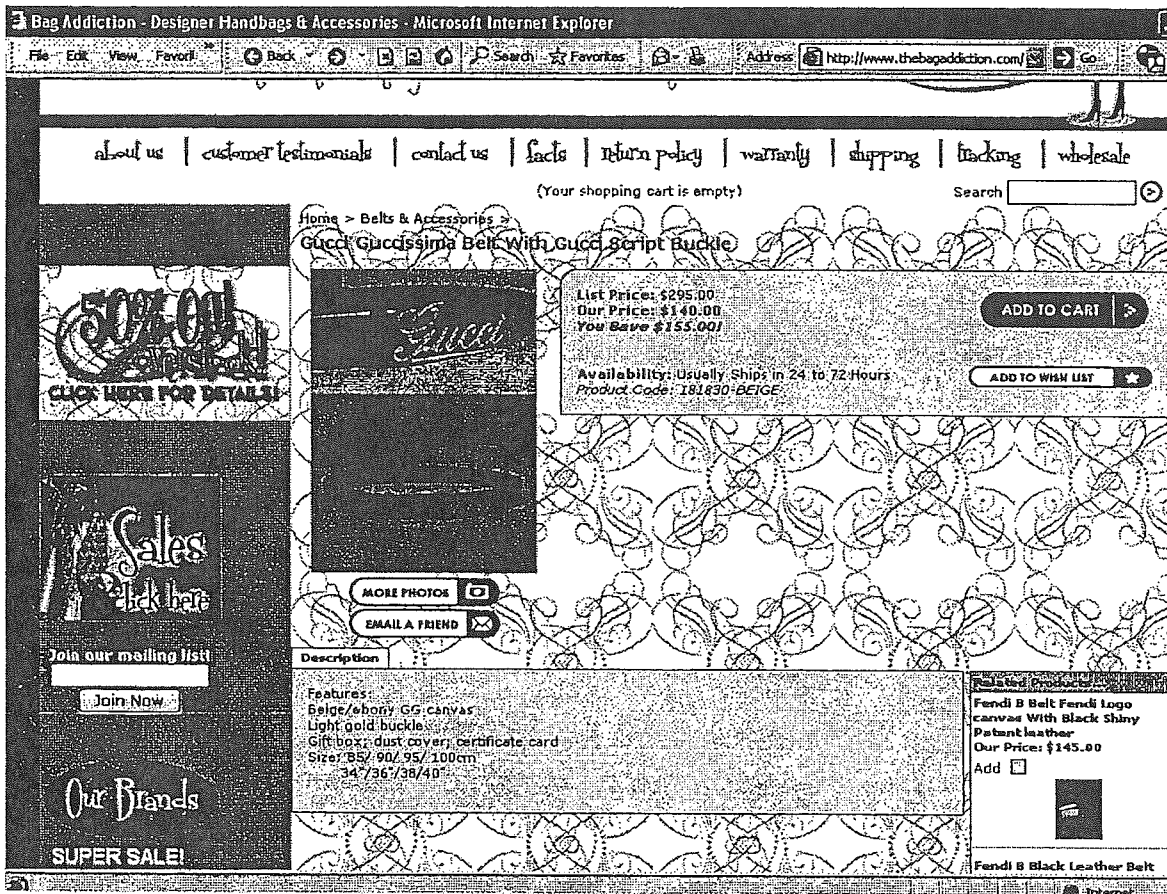 Bag Addiction - Designer Handbags & Accessories - Microsoft Internet Explorer
File Edit View Favorit » Back Search Favorites Address http://www.thebagaddiction.com/ Go
about us | customer testimonials | contact us | facts | return policy | warranty | shipping | tracking | wholesale
(Your shopping cart is empty)
Search
Home > Belts & Accessories >
Gucci Guccissima Belt With Gucci Script Buckle
50% Off
CLICK HERE FOR DETAILS!
Gucci
List Price: $295.00
Our Price: $140.00
You Save $155.00!
ADD TO CART
Availability: Usually Ships in 24 to 72 Hours
Product Code: 181830-BEIGE
ADD TO WISH LIST
Sales
Click here
MORE PHOTOS
EMAIL A FRIEND
Join our mailing list!
Join Now
Description
Features:
Beige/ebony GG canvas
Light gold buckle
Gift box; dust cover; certificate card
Size: 85/ 90/ 95/ 100cm
34"/36"/38/40"
Related Products...
Fendi B Belt Fendi Logo
canvas With Black Shiny
Patent leather
Our Price: $145.00
Add
Fendi B Black Leather Belt
Our Brands
SUPER SALE!